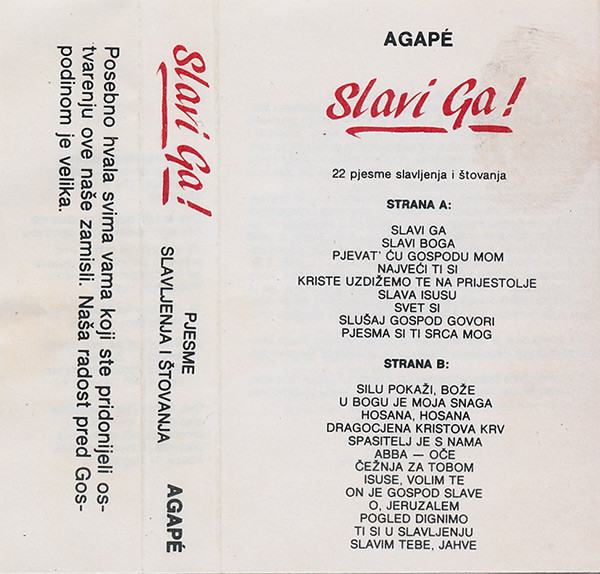 Posebno hvala svima vama koji ste pridonijeli os-
tvarenju ove naše zamisli. Naša radost pred Gos-
podinom je velika.
Slavi Ga!
PJESME
SLAVLJENJA I ŠTOVANJA
AGAPÉ
AGAPÉ
Slavi Ga!
22 pjesme slavljenja i štovanja
STRANA A:
SLAVI GA
SLAVI BOGA
PJEVAT' ĆU GOSPODU MOM
NAJVEĆI TI SI
KRISTE UZDIŽEMO TE NA PRIJESTOLJE
SLAVA ISUSU
SVET SI
SLUŠAJ GOSPOD GOVORI
PJESMA SI TI SRCA MOG
STRANA B:
SILU POKAŽI, BOŽE
U BOGU JE MOJA SNAGA
HOSANA, HOSANA
DRAGOCJENA KRISTOVA KRV
SPASITELJ JE S NAMA
ABBA — OČE
ČEŽNJA ZA TOBOM
ISUSE, VOLIM TE
ON JE GOSPOD SLAVE
O, JERUZALEM
POGLED DIGNIMO
TI SI U SLAVLJENJU
SLAVIM TEBE, JAHVE